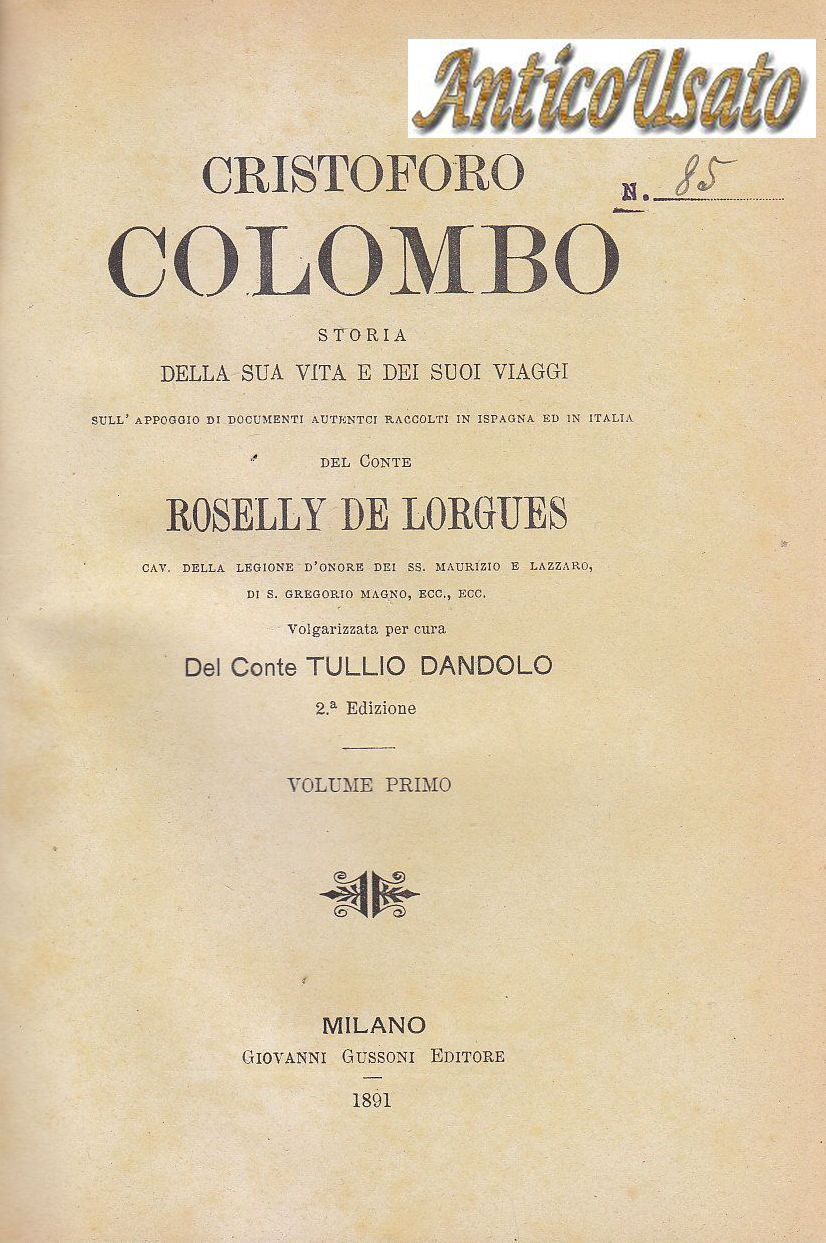 AnticoUsato
CRISTOFORO
N. 85
COLOMBO
STORIA
DELLA SUA VITA E DEI SUOI VIAGGI
SULL' APPOGGIO DI DOCUMENTI AUTENTCI RACCOLTI IN ISPAGNA ED IN ITALIA
DEL CONTE
ROSELLY DE LORGUES
CAV. DELLA LEGIONE D'ONORE DEI SS. MAURIZIO E LAZZARO,
DI S. GREGORIO MAGNO, ECC., ECC.
Volgarizzata per cura
Del Conte TULLIO DANDOLO
2.ª Edizione
VOLUME PRIMO
MILANO
GIOVANNI GUSSONI EDITORE
1891